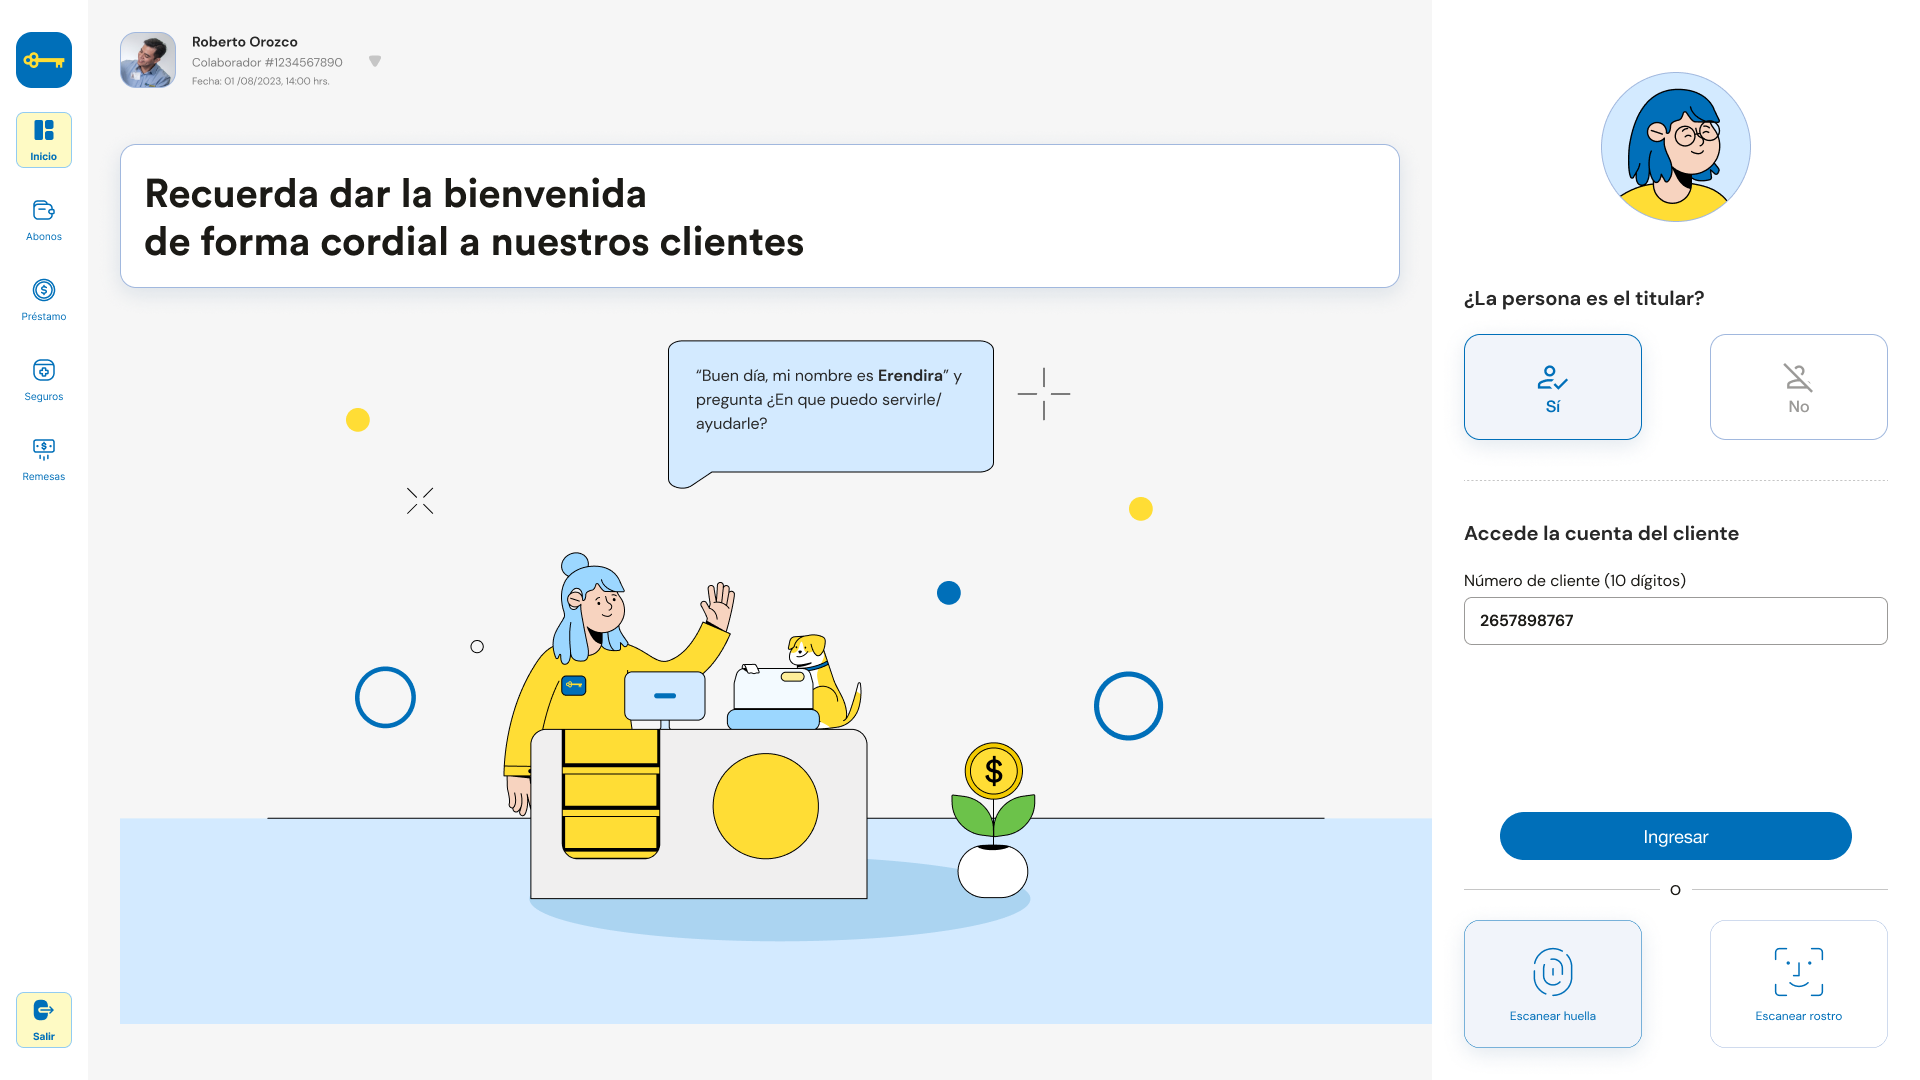 Roberto Orozco
Colaborador #1234567890
Fecha: 01 /08/2023, 14:00 hrs.
Inicio
Abonos
Préstamo
Seguros
Remesas
Salir
Recuerda dar la bienvenida
de forma cordial a nuestros clientes
“Buen día, mi nombre es Erendira” y
pregunta ¿En que puedo servirle/
ayudarle?
$
¿La persona es el titular?
Sí
No
Accede la cuenta del cliente
Número de cliente (10 dígitos)
2657898767
Ingresar
O
Escanear huella
Escanear rostro